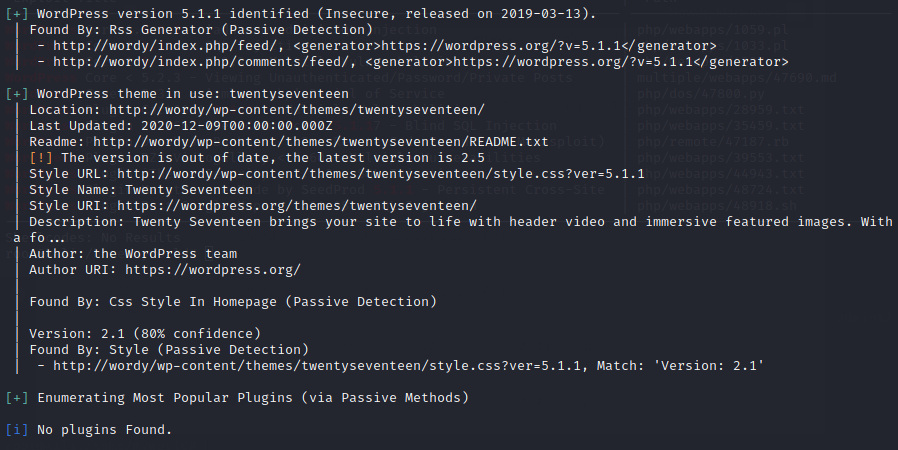 [+] WordPress version 5.1.1 identified (Insecure, released on 2019-03-13).
| Found By: Rss Generator (Passive Detection)
|  - http://wordy/index.php/feed/, <generator>https://wordpress.org/?v=5.1.1</generator>
|  - http://wordy/index.php/comments/feed/, <generator>https://wordpress.org/?v=5.1.1</generator>
[+] WordPress theme in use: twentyseventeen
| Location: http://wordy/wp-content/themes/twentyseventeen/
| Last Updated: 2020-12-09T00:00:00.000Z
| Readme: http://wordy/wp-content/themes/twentyseventeen/README.txt
| [!] The version is out of date, the latest version is 2.5
| Style URL: http://wordy/wp-content/themes/twentyseventeen/style.css?ver=5.1.1
| Style Name: Twenty Seventeen
| Style URI: https://wordpress.org/themes/twentyseventeen/
| Description: Twenty Seventeen brings your site to life with header video and immersive featured images. With
a fo...
| Author: the WordPress team
| Author URI: https://wordpress.org/
|
| Found By: Css Style In Homepage (Passive Detection)
|
| Version: 2.1 (80% confidence)
| Found By: Style (Passive Detection)
|  - http://wordy/wp-content/themes/twentyseventeen/style.css?ver=5.1.1, Match: 'Version: 2.1'
[+] Enumerating Most Popular Plugins (via Passive Methods)
[i] No plugins Found.